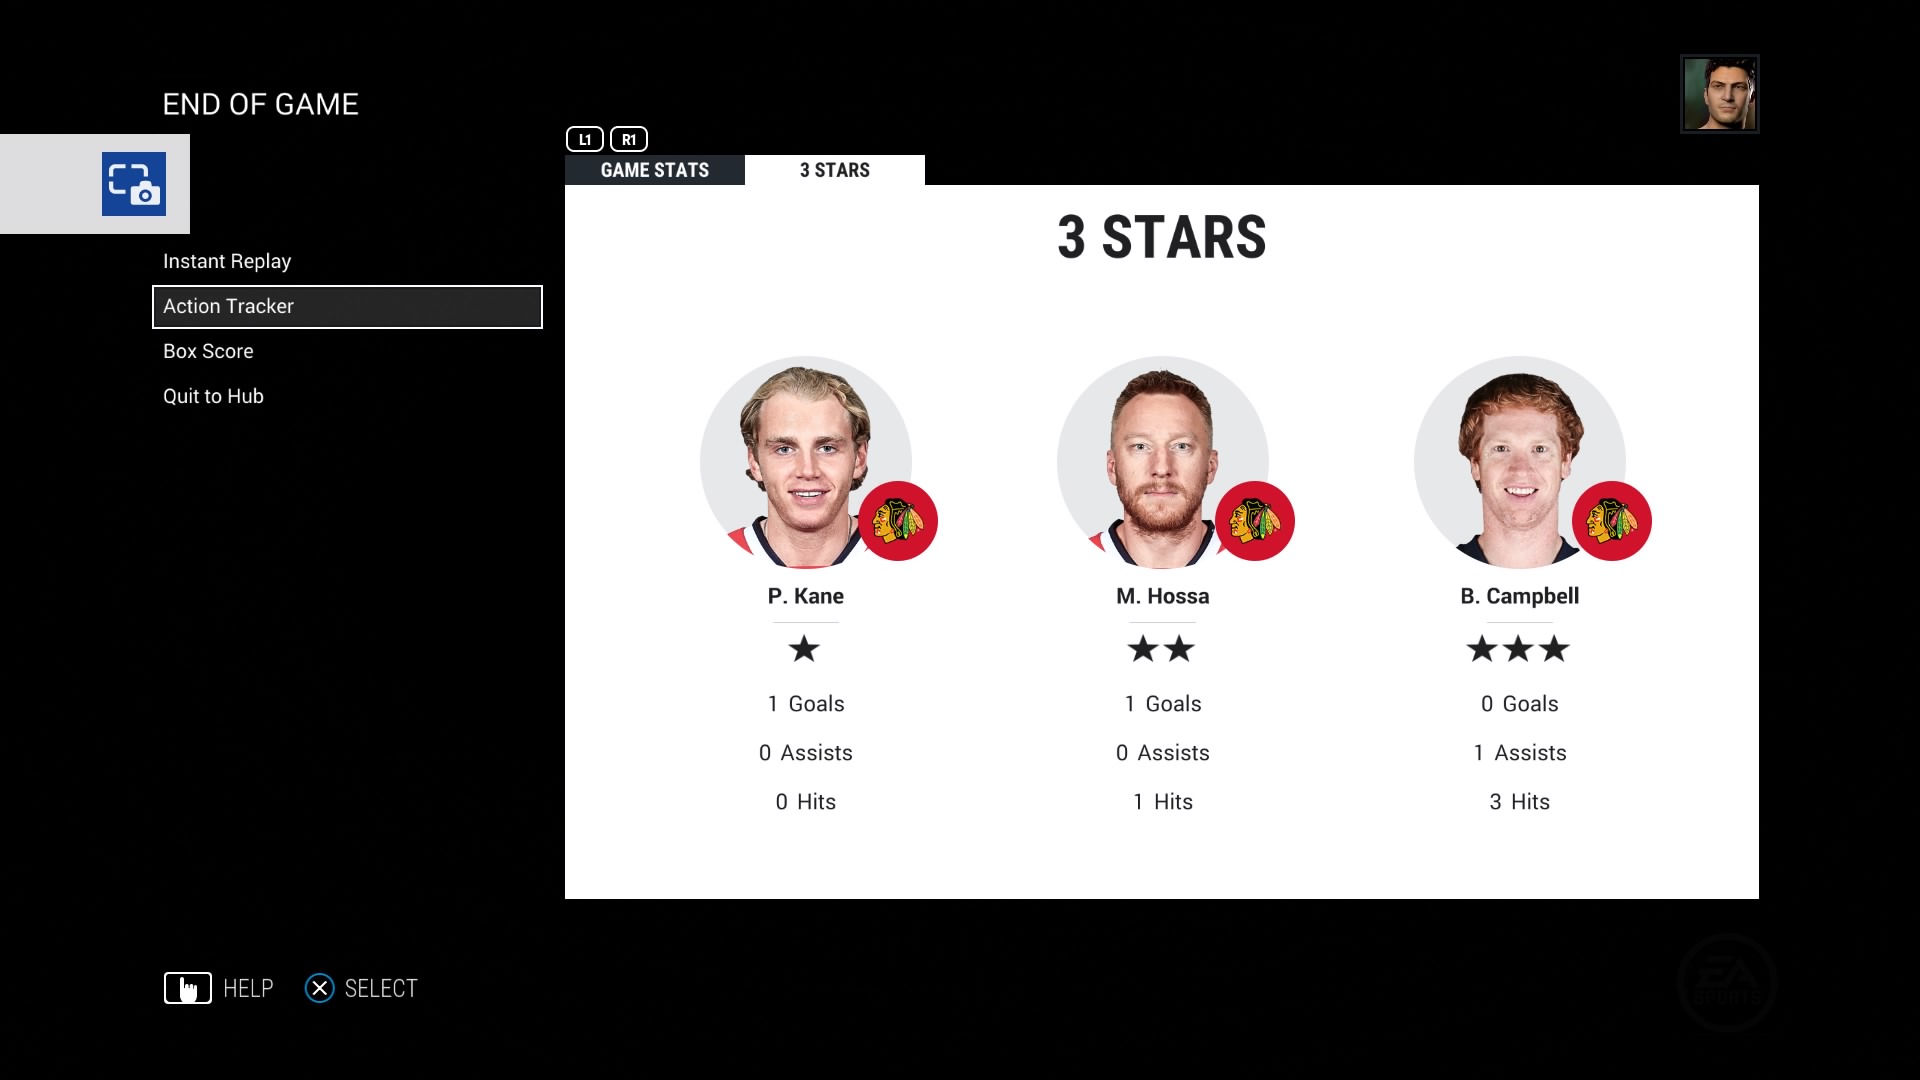 END OF GAME
L1 R1
GAME STATS 3 STARS
3 STARS
Instant Replay
Action Tracker
Box Score
Quit to Hub
P. Kane
1 Goals
0 Assists
0 Hits
M. Hossa
1 Goals
0 Assists
1 Hits
B. Campbell
0 Goals
1 Assists
3 Hits
HELP SELECT
EA
SPORTS